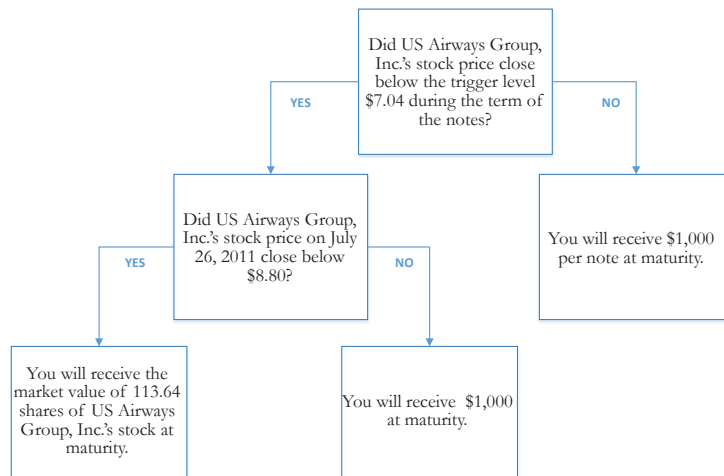 Did US Airways Group,
Inc.'s stock price close
below the trigger level
$7.04 during the term of
the notes?
YES
NO
Did US Airways Group,
Inc.'s stock price on July
26, 2011 close below
$8.80?
You will receive $1,000
per note at maturity.
YES
NO
You will receive the
market value of 113.64
shares of US Airways
Group, Inc.'s stock at
maturity.
You will receive $1,000
at maturity.